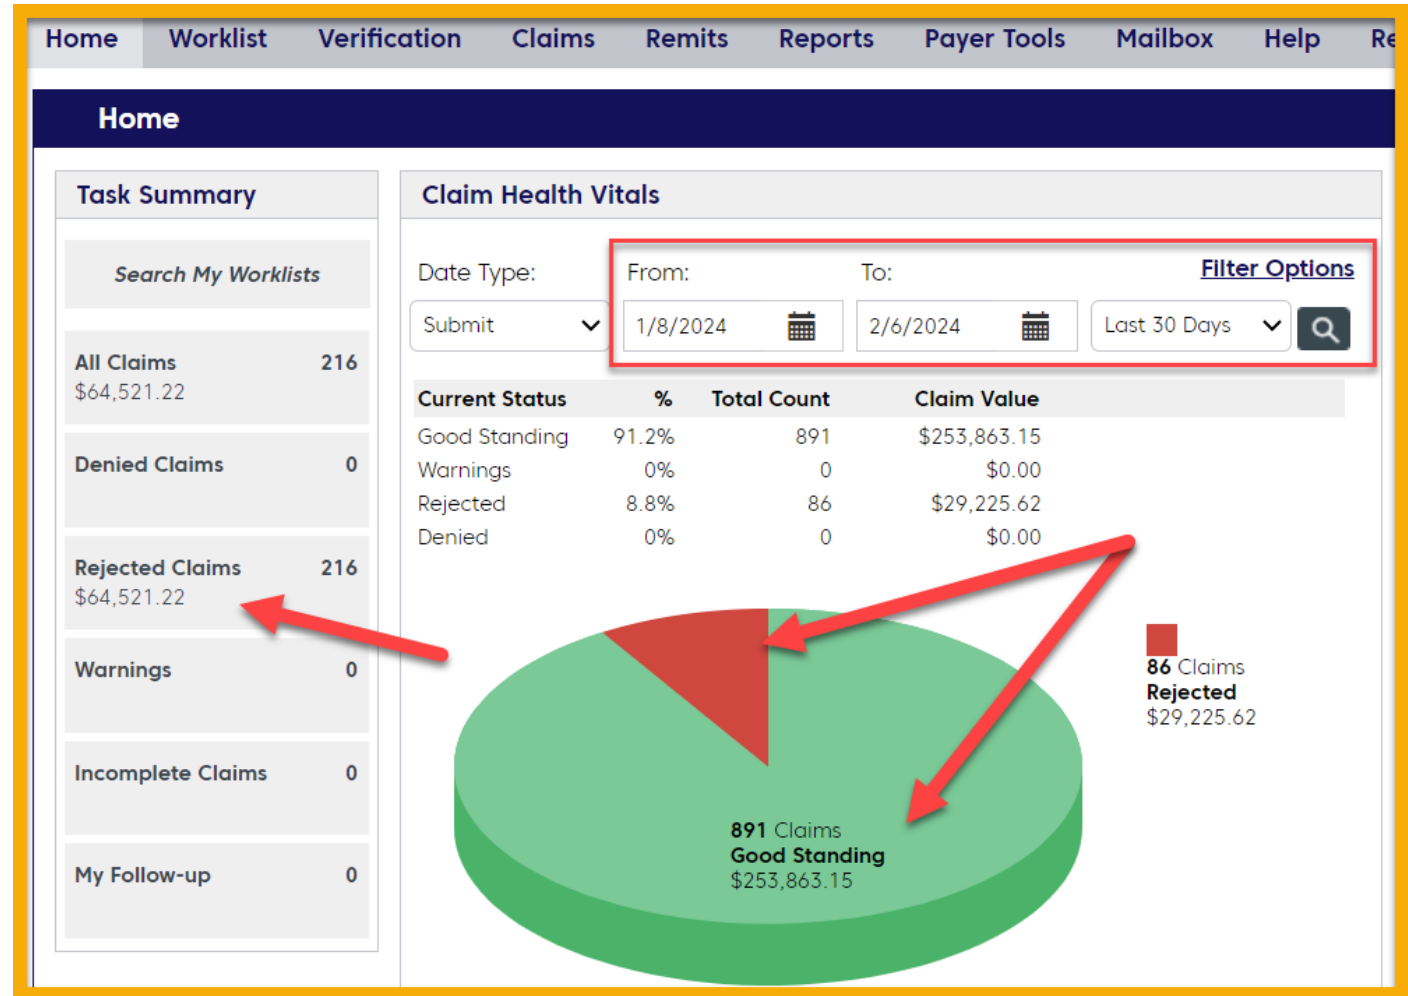 Home Worklist Verification Claims Remits Reports Payer Tools Mailbox Help Re
Home
Task Summary
Search My Worklists
All Claims 216
$64,521.22
Denied Claims 0
Rejected Claims 216
$64,521.22
Warnings 0
Incomplete Claims 0
My Follow-up 0
Claim Health Vitals
Date Type: From: To: Filter Options
Submit 1/8/2024 2/6/2024 Last 30 Days
Current Status % Total Count Claim Value
Good Standing 91.2% 891 $253,863.15
Warnings 0% 0 $0.00
Rejected 8.8% 86 $29,225.62
Denied 0% 0 $0.00
86 Claims
Rejected
$29,225.62
891 Claims
Good Standing
$253,863.15